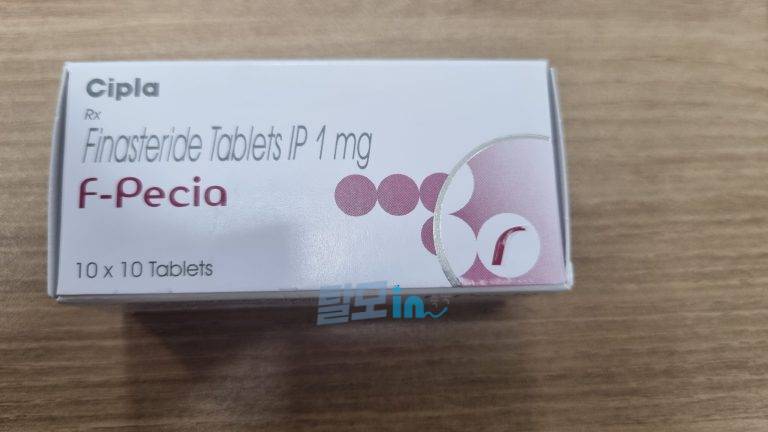 Cipla
Rx
Finasteride Tablets IP 1 mg
F-Pecia
10 x 10 Tablets
탈모in